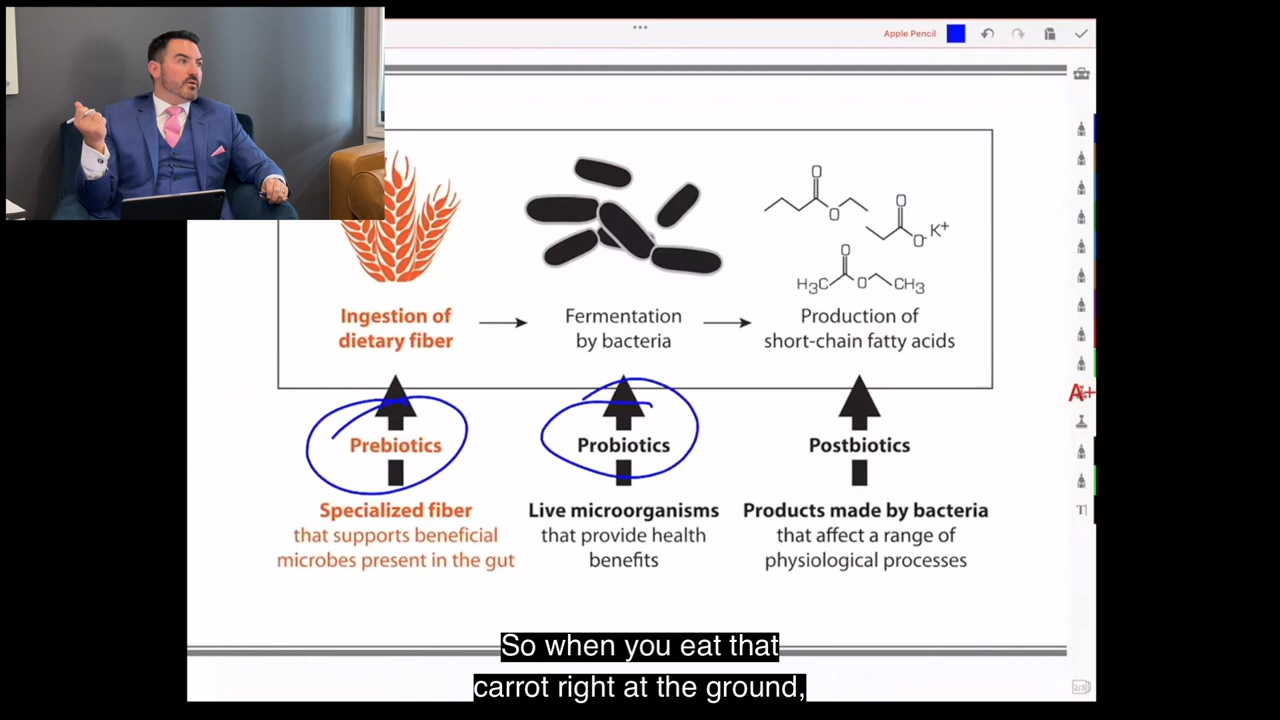 Apple Pencil
H₃C
O
O
O
O⁻
K⁺
O
O
CH₃
Ingestion of
dietary fiber
Fermentation
by bacteria
Production of
short-chain fatty acids
A+
Prebiotics
Probiotics
Postbiotics
Specialized fiber
that supports beneficial
microbes present in the gut
Live microorganisms
that provide health
benefits
Products made by bacteria
that affect a range of
physiological processes
T
So when you eat that
carrot right at the ground,
2/3